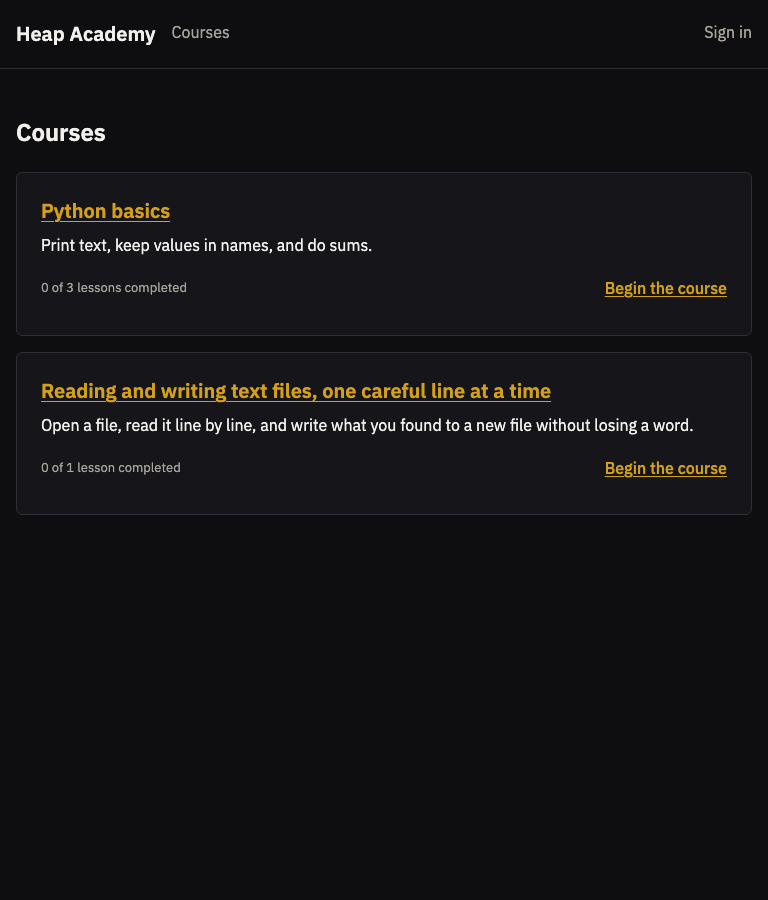 Heap Academy Courses Sign in
Courses
Python basics
Print text, keep values in names, and do sums.
0 of 3 lessons completed Begin the course
Reading and writing text files, one careful line at a time
Open a file, read it line by line, and write what you found to a new file without losing a word.
0 of 1 lesson completed Begin the course